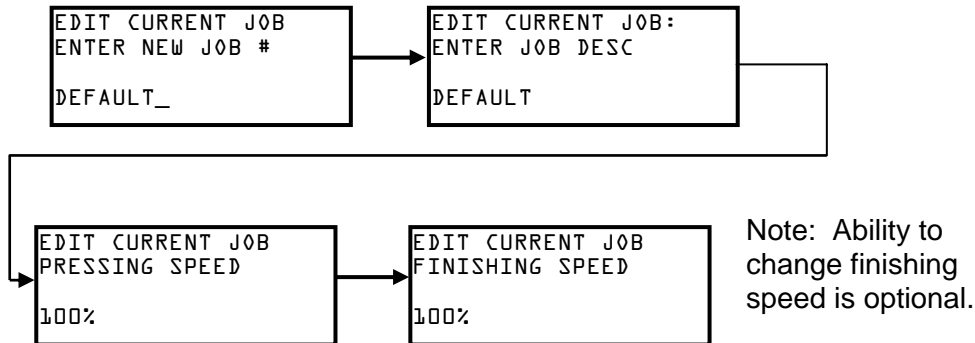 EDIT CURRENT JOB
ENTER NEW JOB #
DEFAULT_
EDIT CURRENT JOB:
ENTER JOB DESC
DEFAULT
EDIT CURRENT JOB
PRESSING SPEED
100%
EDIT CURRENT JOB
FINISHING SPEED
100%
Note: Ability to
change finishing
speed is optional.